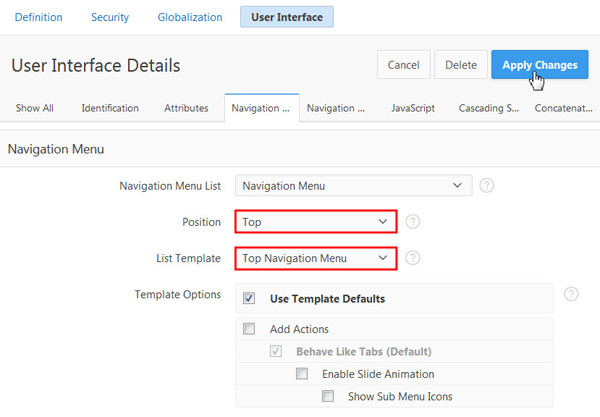 Definition Security Globalization User Interface
User Interface Details Cancel Delete Apply Changes
Show All Identification Attributes Navigation ... Navigation ... JavaScript Cascading S... Concatenat...
Navigation Menu
Navigation Menu List Navigation Menu ?
Position Top ?
List Template Top Navigation Menu ?
Template Options Use Template Defaults ?
Add Actions
Behave Like Tabs (Default)
Enable Slide Animation
Show Sub Menu Icons